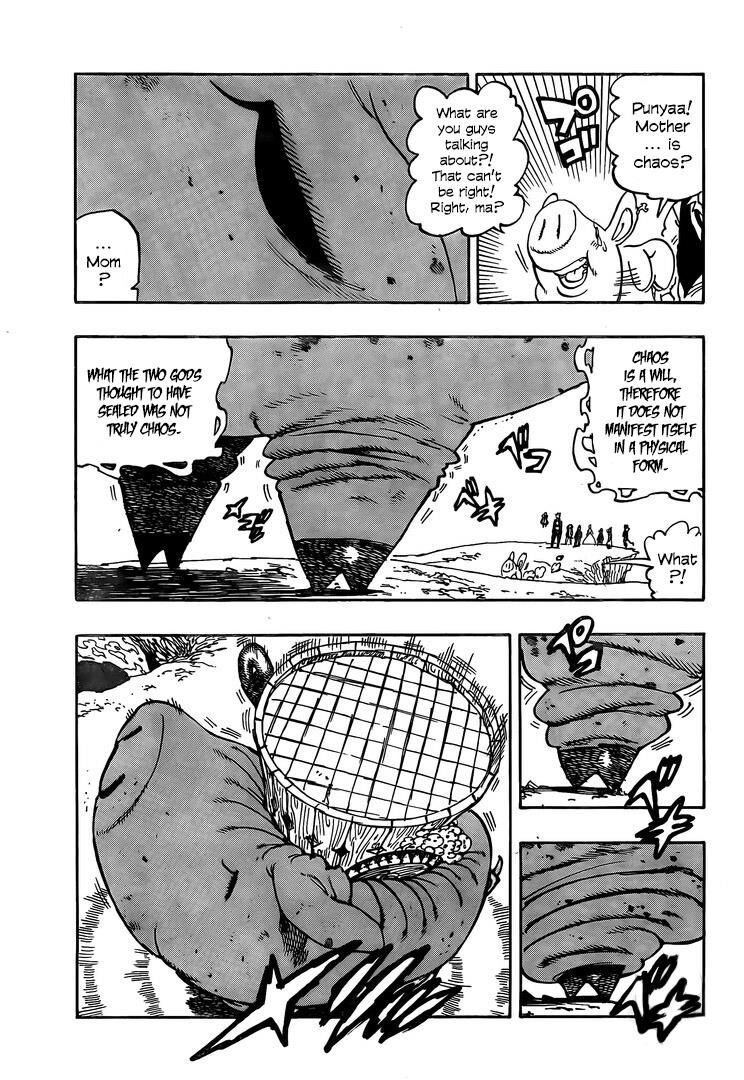 Punyaa!
Mother
... is
chaos?
What are
you guys
talking
about?!
That can't
be right!
Right, ma?
...
Mom
?
CHAOS
IS A WILL,
THEREFORE
IT DOES NOT
MANIFEST ITSELF
IN A PHYSICAL
FORM..
WHAT THE TWO GODS
THOUGHT TO HAVE
SEALED WAS NOT
TRULY CHAOS..
What
?!